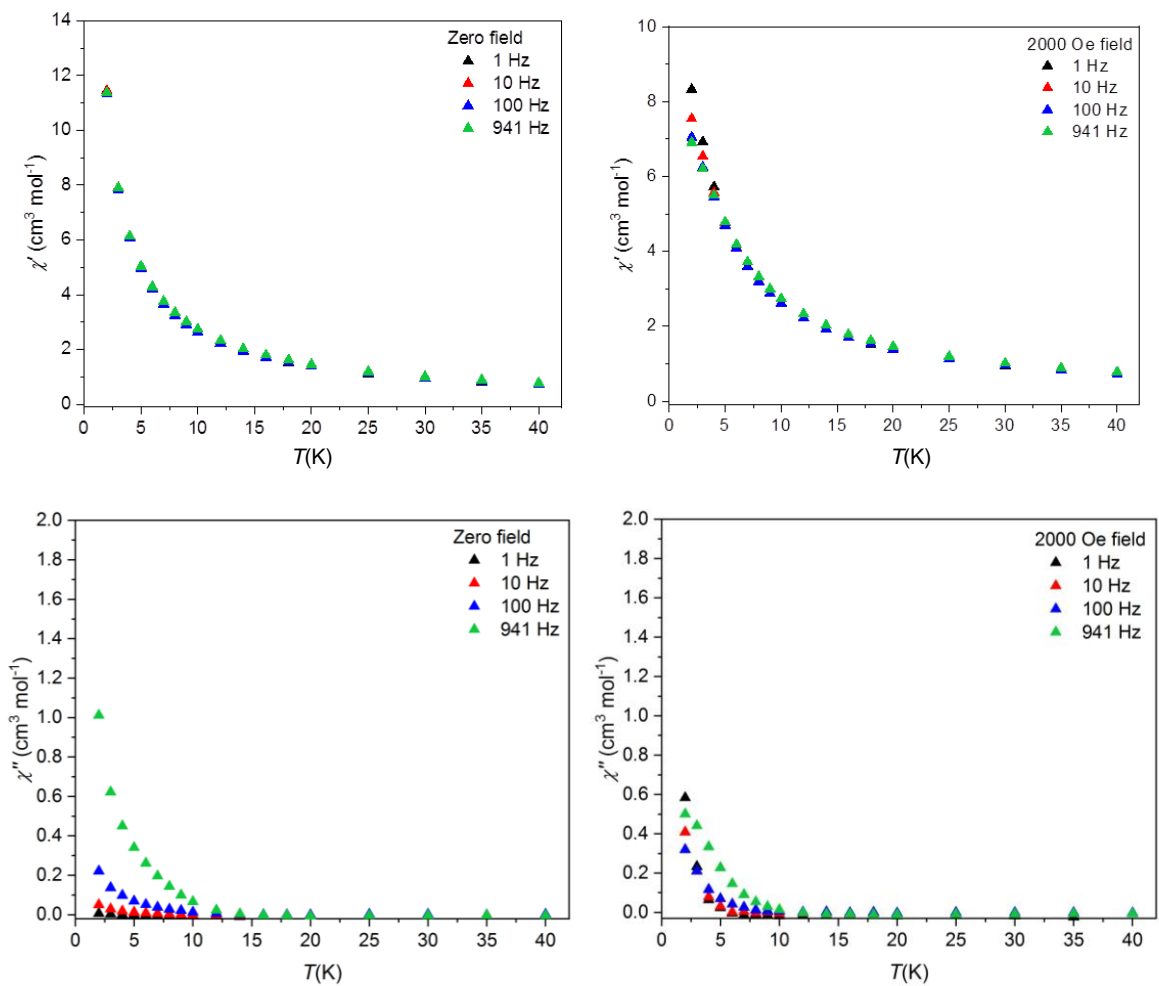 14
12
10
8
6
4
2
0
χ′ (cm³ mol⁻¹)
Zero field
1 Hz
10 Hz
100 Hz
941 Hz
0 5 10 15 20 25 30 35 40
T(K)
10
8
6
4
2
0
χ′ (cm³ mol⁻¹)
2000 Oe field
1 Hz
10 Hz
100 Hz
941 Hz
0 5 10 15 20 25 30 35 40
T(K)
2.0
1.8
1.6
1.4
1.2
1.0
0.8
0.6
0.4
0.2
0.0
χ″ (cm³ mol⁻¹)
Zero field
1 Hz
10 Hz
100 Hz
941 Hz
0 5 10 15 20 25 30 35 40
T(K)
2.0
1.8
1.6
1.4
1.2
1.0
0.8
0.6
0.4
0.2
0.0
χ″ (cm³ mol⁻¹)
2000 Oe field
1 Hz
10 Hz
100 Hz
941 Hz
0 5 10 15 20 25 30 35 40
T(K)